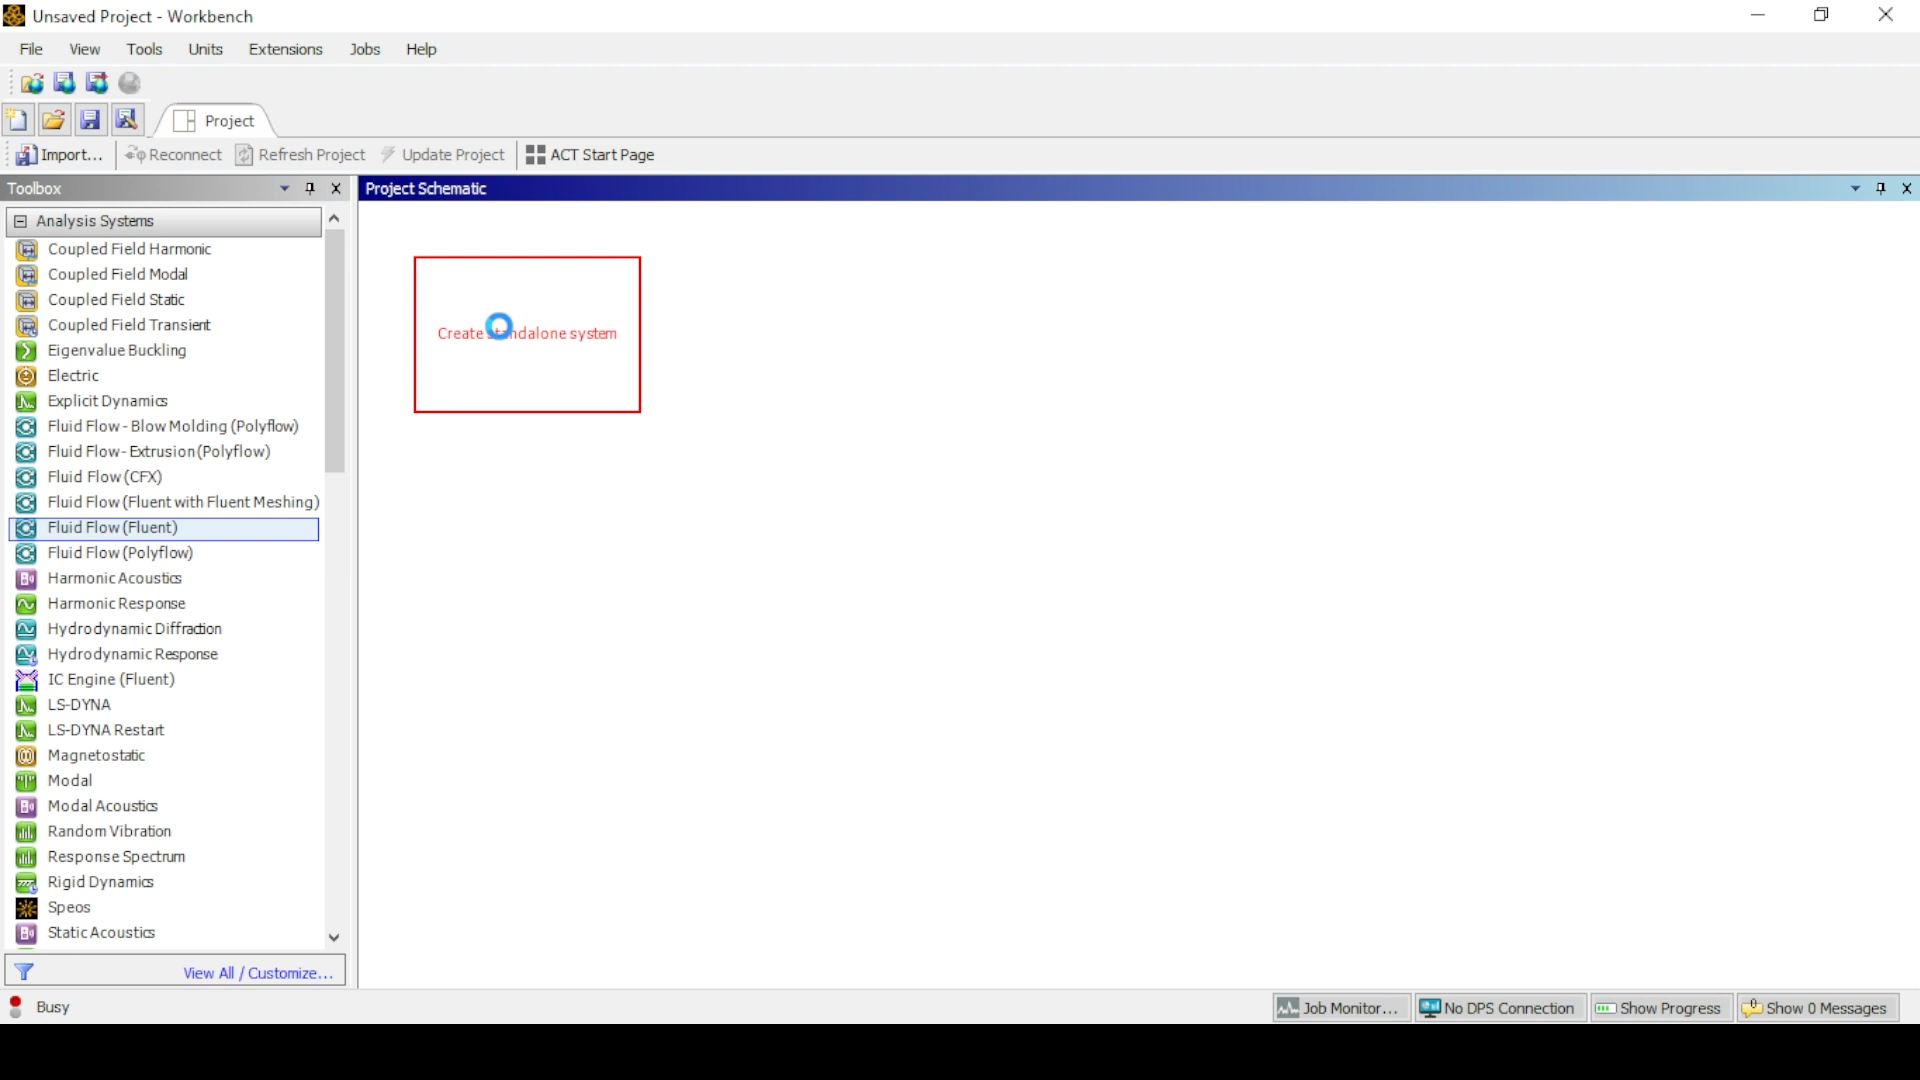 Unsaved Project - Workbench
File View Tools Units Extensions Jobs Help
Project
Import... Reconnect Refresh Project Update Project ACT Start Page
Toolbox
Project Schematic
Analysis Systems
Coupled Field Harmonic
Coupled Field Modal
Coupled Field Static
Coupled Field Transient
Eigenvalue Buckling
Electric
Explicit Dynamics
Fluid Flow - Blow Molding (Polyflow)
Fluid Flow - Extrusion (Polyflow)
Fluid Flow (CFX)
Fluid Flow (Fluent with Fluent Meshing)
Fluid Flow (Fluent)
Fluid Flow (Polyflow)
Harmonic Acoustics
Harmonic Response
Hydrodynamic Diffraction
Hydrodynamic Response
IC Engine (Fluent)
LS-DYNA
LS-DYNA Restart
Magnetostatic
Modal
Modal Acoustics
Random Vibration
Response Spectrum
Rigid Dynamics
Speos
Static Acoustics
View All / Customize...
Create standalone system
Busy
Job Monitor... No DPS Connection Show Progress Show 0 Messages